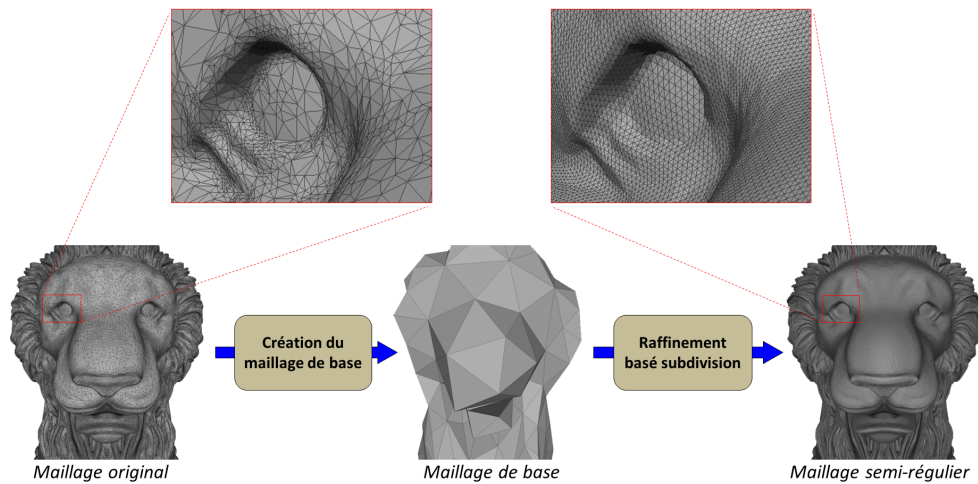 Création du
maillage de base
Raffinement
basé subdivision
Maillage original
Maillage de base
Maillage semi-régulier